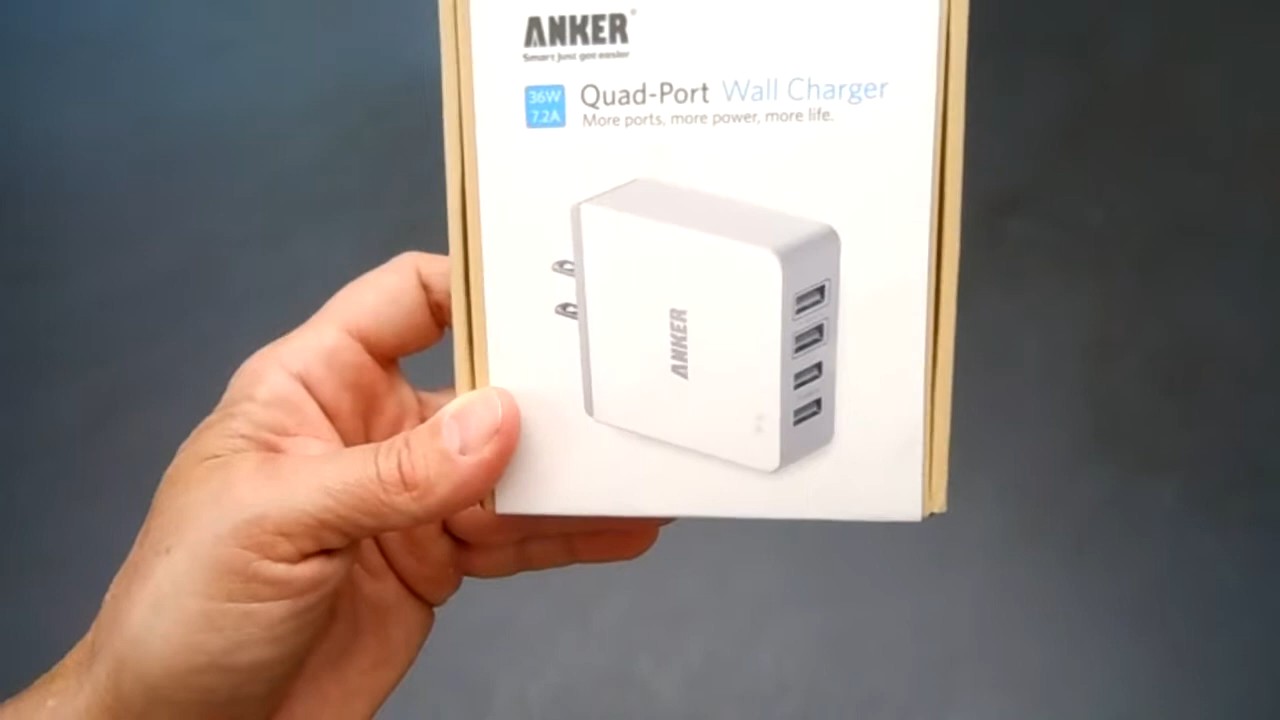 ANKER®
Smart just got easier
36W
7.2A
Quad-Port Wall Charger
More ports, more power, more life.
ANKER